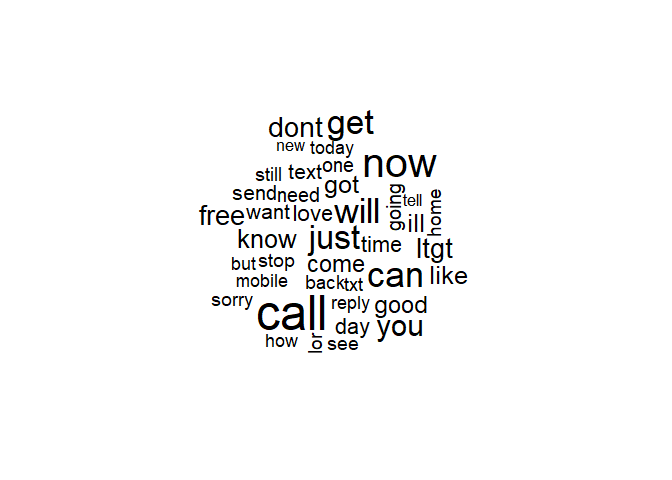 dont get
new today
now
still text one
send need got
going tell
free want love will ill home
know just time ltgt
but stop come
mobile back txt can like
sorry call reply good
day you
how lor see